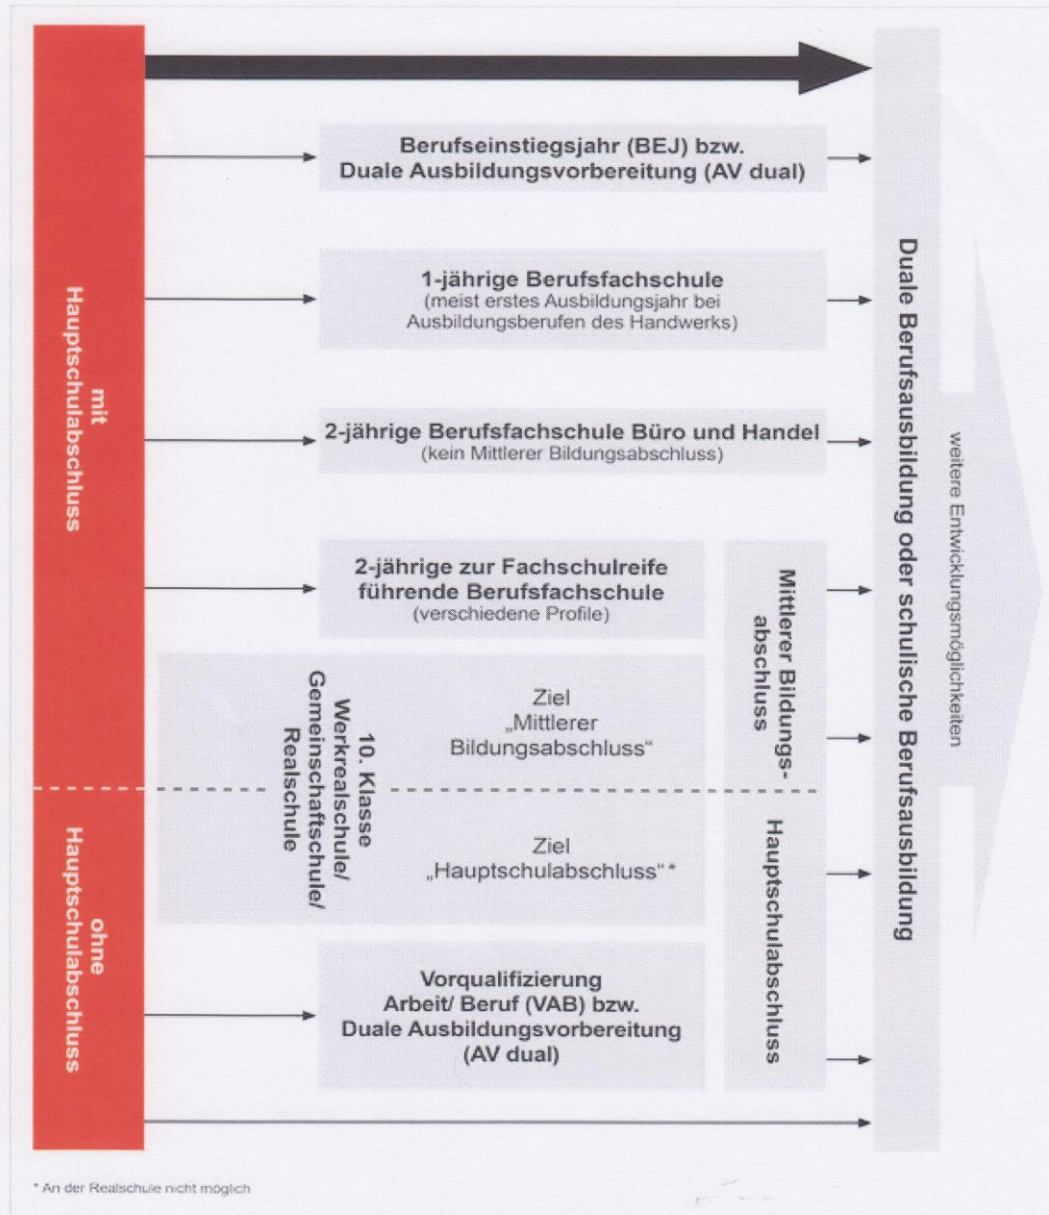 mit
Hauptschulabschluss
ohne
Hauptschulabschluss
Berufseinstiegsjahr (BEJ) bzw.
Duale Ausbildungsvorbereitung (AV dual)
1-jährige Berufsfachschule
(meist erstes Ausbildungsjahr bei
Ausbildungsberufen des Handwerks)
2-jährige Berufsfachschule Büro und Handel
(kein Mittlerer Bildungsabschluss)
2-jährige zur Fachschulreife
führende Berufsfachschule
(verschiedene Profile)
10. Klasse
Werkrealschule/
Gemeinschaftschule/
Realschule
Ziel
„Mittlerer
Bildungsabschluss“
Ziel
„Hauptschulabschluss“*
Vorqualifizierung
Arbeit/ Beruf (VAB) bzw.
Duale Ausbildungsvorbereitung
(AV dual)
Mittlerer Bildungs-
abschluss
Hauptschulabschluss
Duale Berufsausbildung oder schulische Berufsausbildung
weitere Entwicklungsmöglichkeiten
* An der Realschule nicht möglich